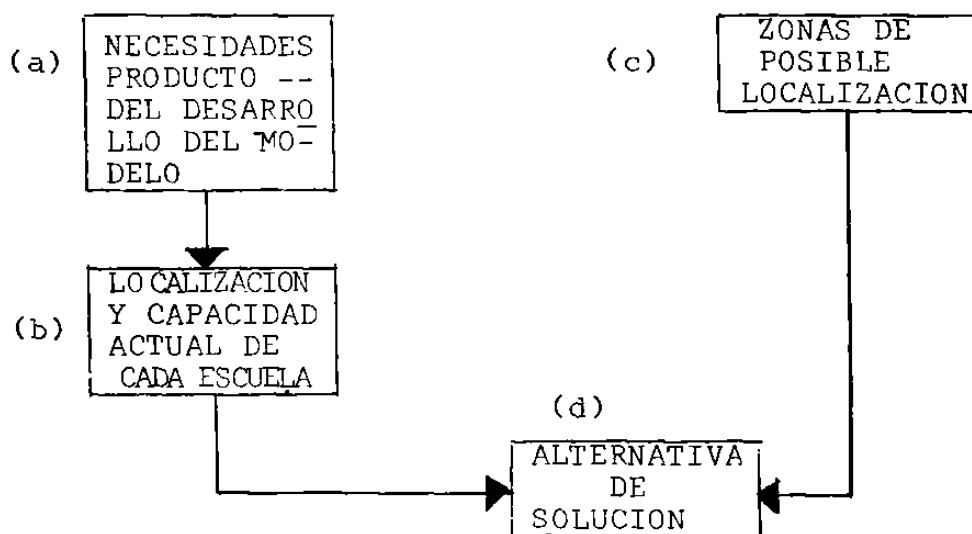 (a)
NECESIDADES
PRODUCTO --
DEL DESARRO
LLO DEL MO-
DELO
(c)
ZONAS DE
POSIBLE
LOCALIZACION
(b)
LOCALIZACION
Y CAPACIDAD
ACTUAL DE
CADA ESCUELA
(d)
ALTERNATIVA
DE
SOLUCION